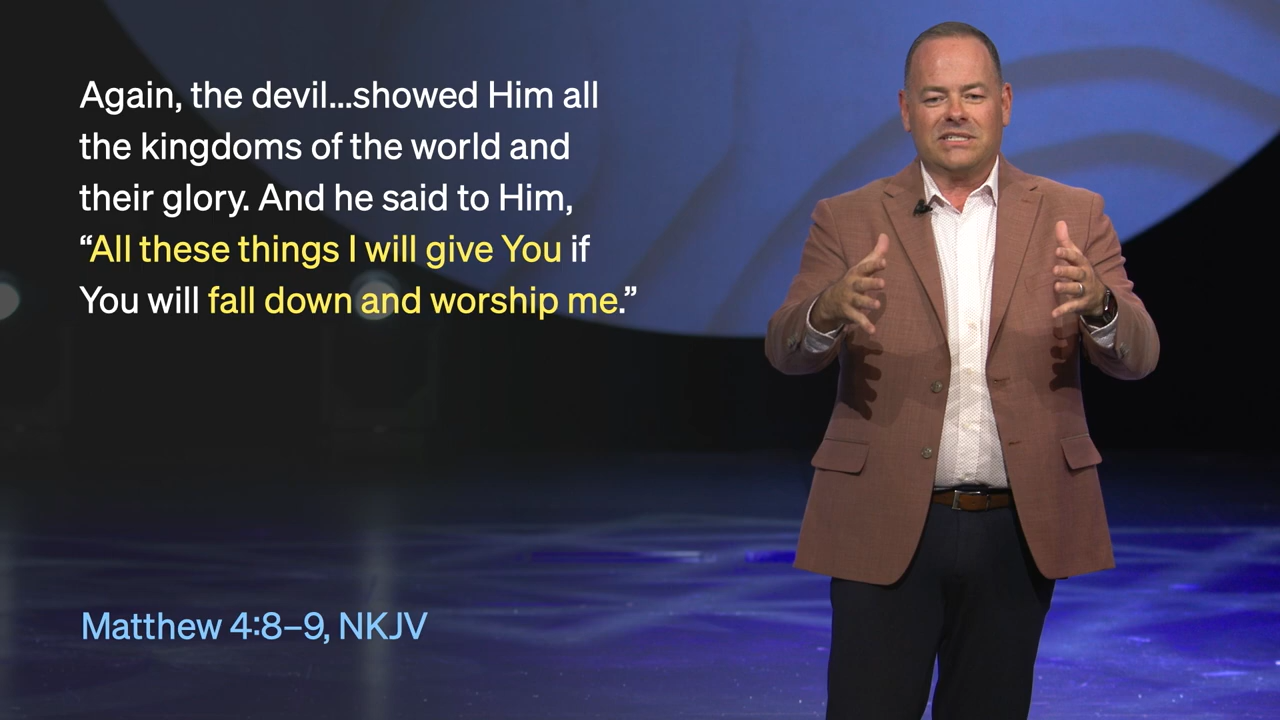 Again, the devil...showed Him all
the kingdoms of the world and
their glory. And he said to Him,
“All these things I will give You if
You will fall down and worship me.”
Matthew 4:8–9, NKJV